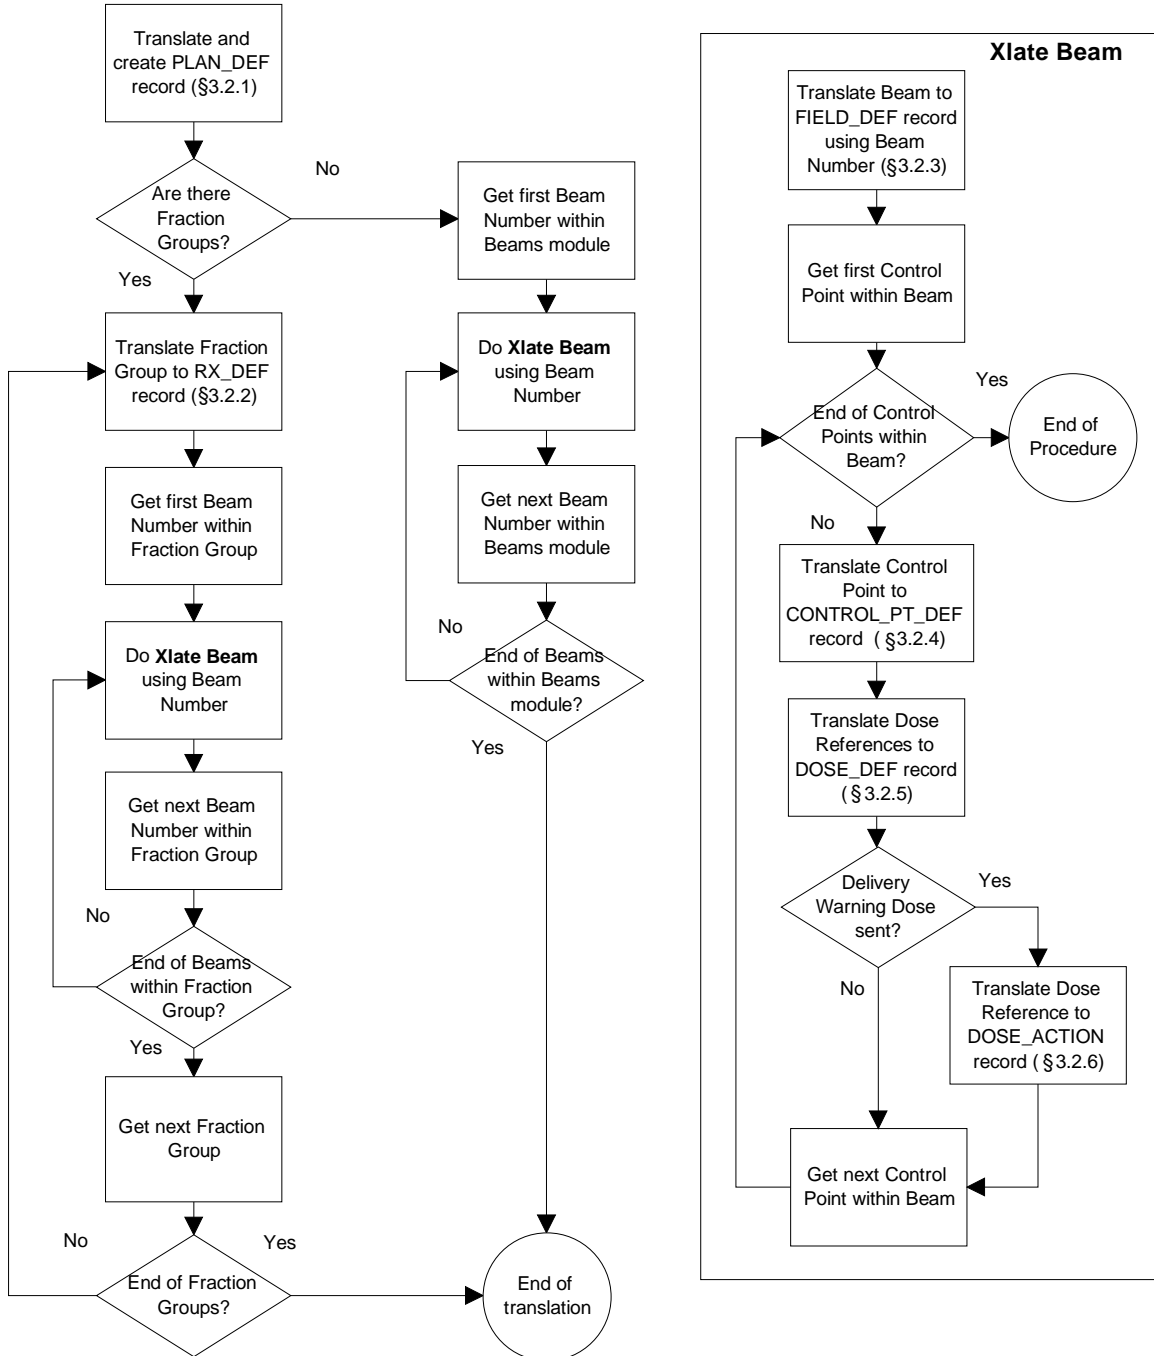 Translate and
create PLAN_DEF
record (§3.2.1)
Are there
Fraction
Groups?
No
Yes
Translate Fraction
Group to RX_DEF
record (§3.2.2)
Get first Beam
Number within
Fraction Group
Do Xlate Beam
using Beam
Number
Get next Beam
Number within
Fraction Group
No
End of Beams
within Fraction
Group?
Yes
Get next Fraction
Group
No
Yes
End of Fraction
Groups?
Get first Beam
Number within
Beams module
Do Xlate Beam
using Beam
Number
Get next Beam
Number within
Beams module
No
End of Beams
within Beams
module?
Yes
End of
translation
Xlate Beam
Translate Beam to
FIELD_DEF record
using Beam
Number (§3.2.3)
Get first Control
Point within Beam
Yes
End of Control
Points within
Beam?
End of
Procedure
No
Translate Control
Point to
CONTROL_PT_DEF
record ( §3.2.4)
Translate Dose
References to
DOSE_DEF record
( §3.2.5)
Delivery
Warning Dose
sent?
Yes
No
Translate Dose
Reference to
DOSE_ACTION
record ( §3.2.6)
Get next Control
Point within Beam